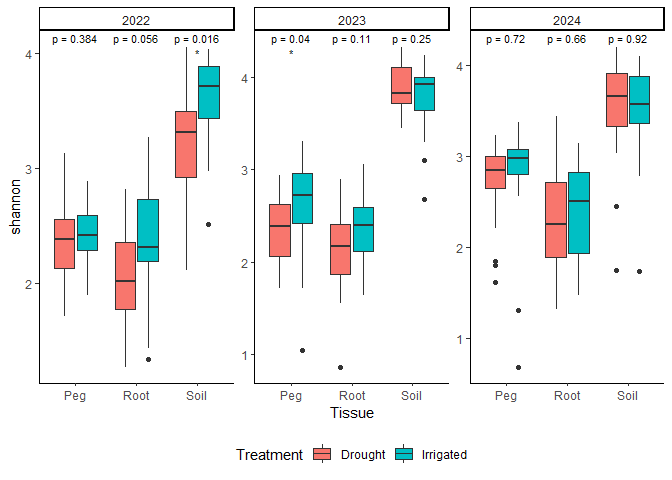 2022 2023 2024
p = 0.384 p = 0.056 p = 0.016 p = 0.04 p = 0.11 p = 0.25 p = 0.72 p = 0.66 p = 0.92
* *
shannon
4
3
2
4
3
2
1
4
3
2
1
Peg Root Soil Peg Root Soil Peg Root Soil
Tissue
Treatment Drought Irrigated